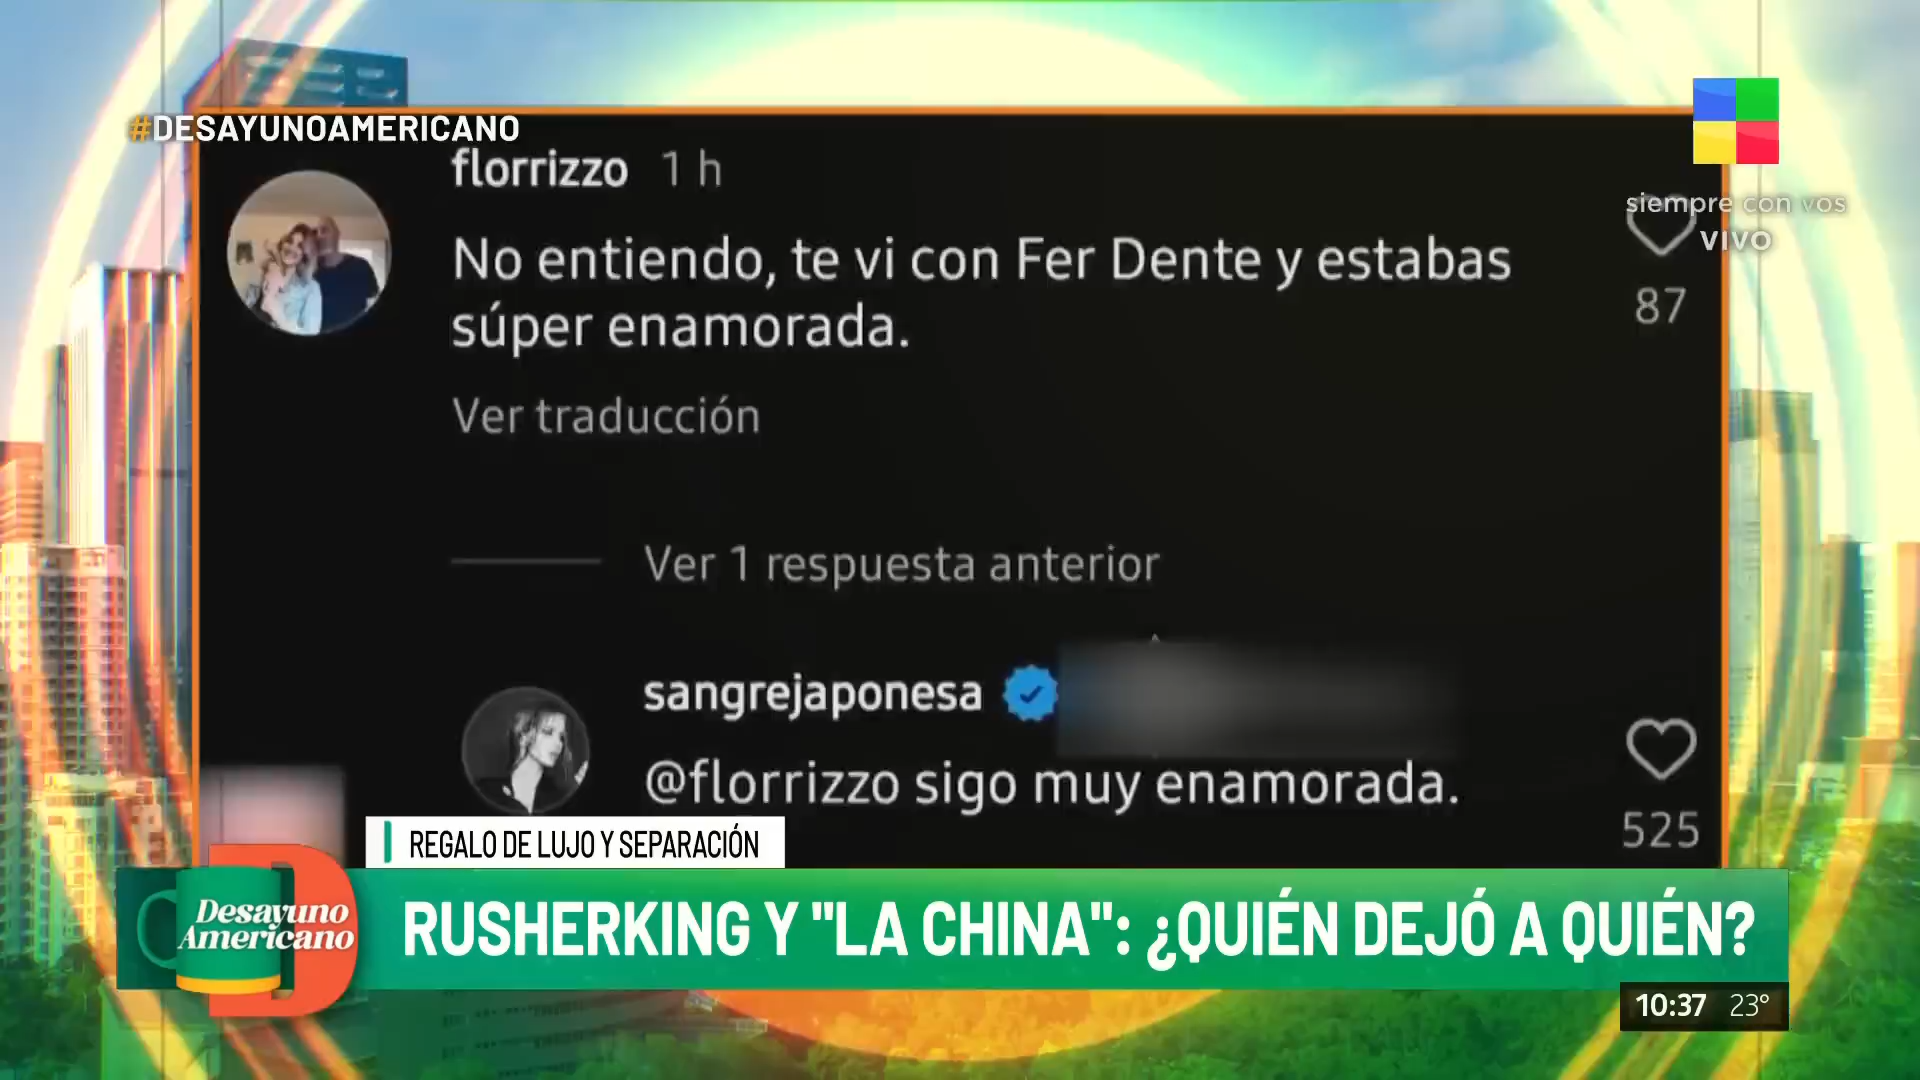 #DESAYUNOAMERICANO
florrizzo 1 h
siempre con vos
VIVO
No entiendo, te vi con Fer Dente y estabas
súper enamorada.
87
Ver traducción
Ver 1 respuesta anterior
sangrejaponesa
@florrizzo sigo muy enamorada.
525
REGALO DE LUJO Y SEPARACIÓN
Desayuno
Americano
RUSHERKING Y "LA CHINA": ¿QUIÉN DEJÓ A QUIÉN?
10:37 23°